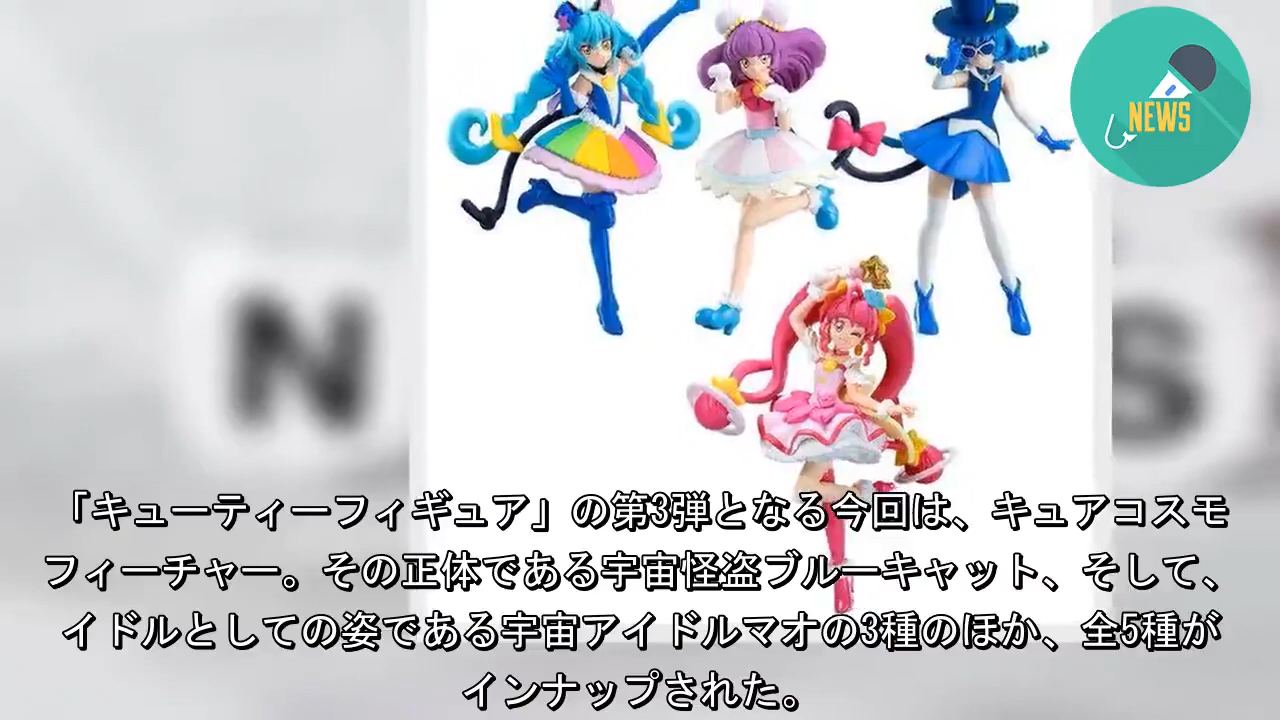 NEWS
N
S
「キューティーフィギュア」の第3弾となる今回は、キュアコスモ
フィーチャー。その正体である宇宙怪盗ブルーキャット、そして、
イドルとしての姿である宇宙アイドルマオの3種のほか、全5種が
インナップされた。